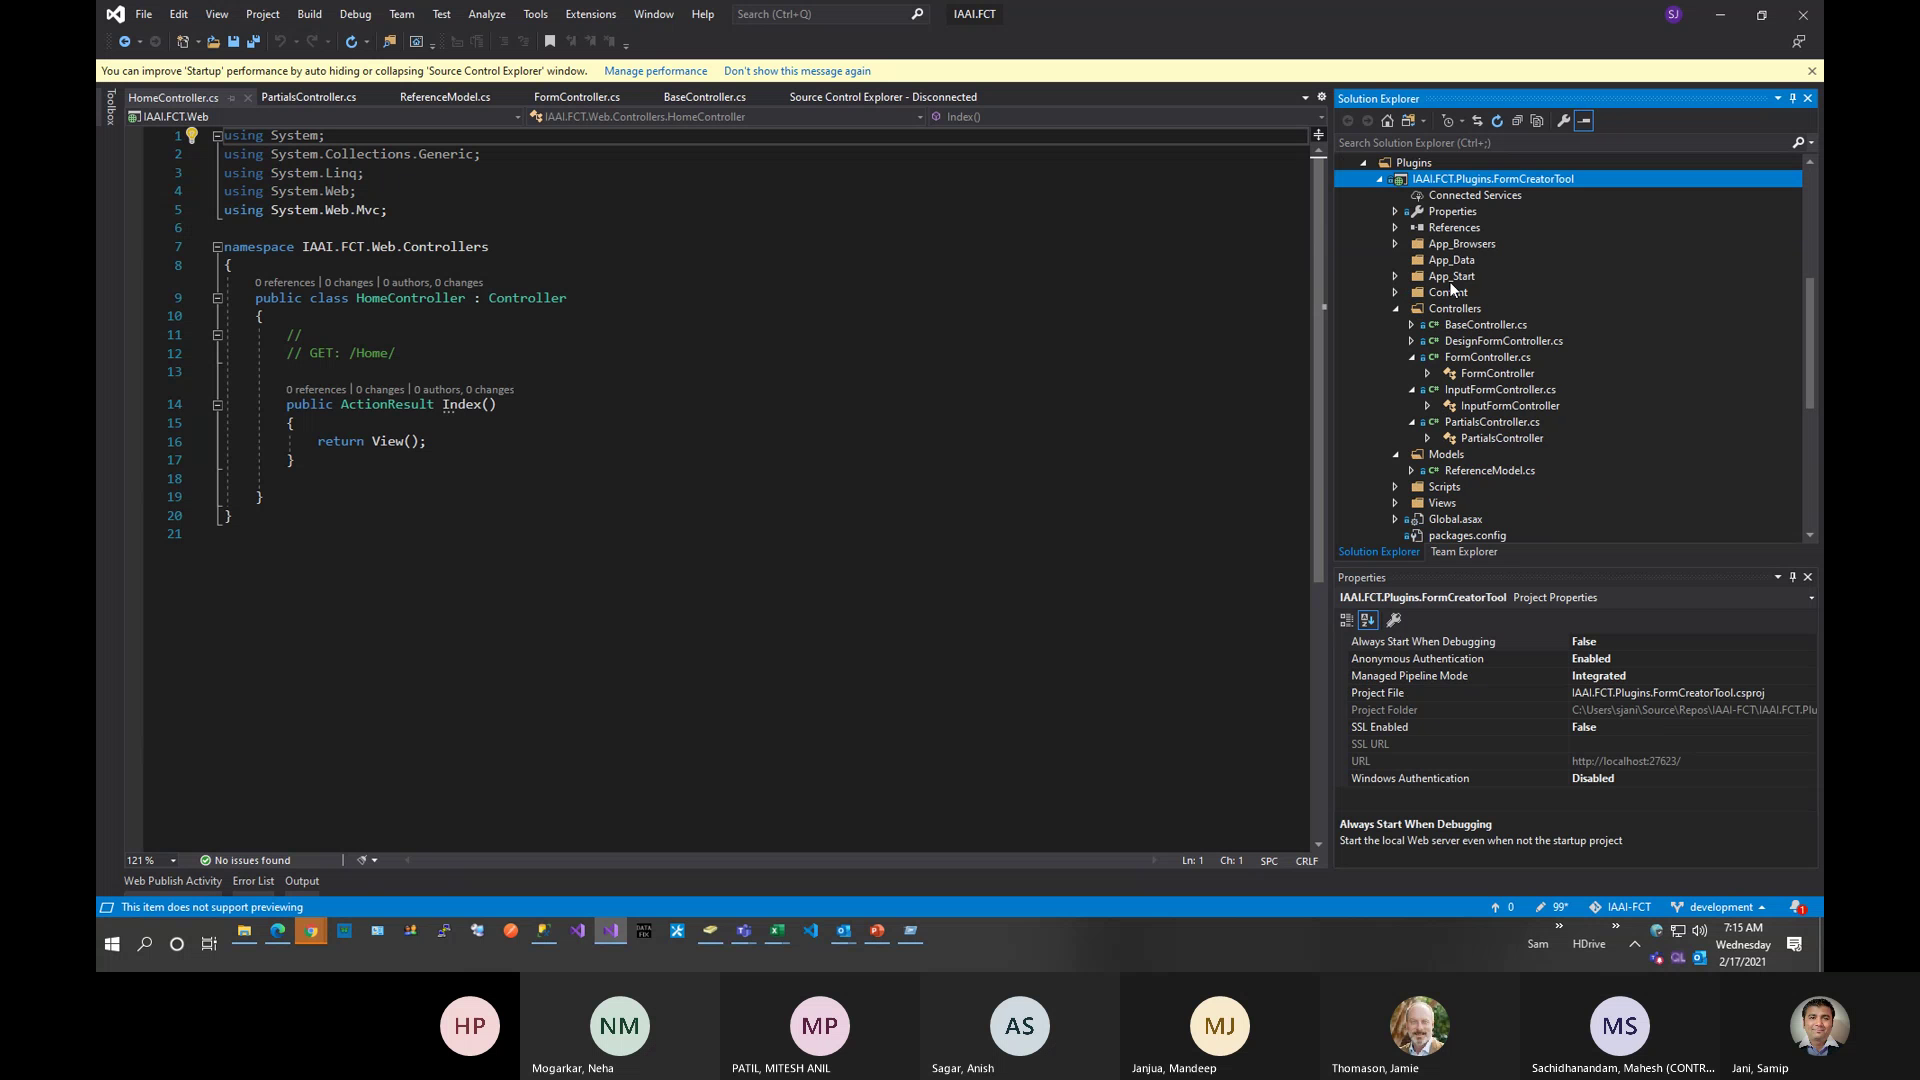 File Edit View Project Build Debug Team Test Analyze Tools Extensions Window Help Search (Ctrl+Q) IAAI.FCT SJ
You can improve 'Startup' performance by auto hiding or collapsing 'Source Control Explorer' window. Manage performance Don't show this message again
Toolbox
HomeController.cs PartialsController.cs ReferenceModel.cs FormController.cs BaseController.cs Source Control Explorer - Disconnected
IAAI.FCT.Web IAAI.FCT.Web.Controllers.HomeController Index()
1 using System;
2 using System.Collections.Generic;
3 using System.Linq;
4 using System.Web;
5 using System.Web.Mvc;
6
7 namespace IAAI.FCT.Web.Controllers
8 {
0 references | 0 changes | 0 authors, 0 changes
9 public class HomeController : Controller
10 {
11 //
12 // GET: /Home/
13
0 references | 0 changes | 0 authors, 0 changes
14 public ActionResult Index()
15 {
16 return View();
17 }
18
19 }
20 }
21
121 % No issues found Ln: 1 Ch: 1 SPC CRLF
Web Publish Activity Error List Output
Solution Explorer
Search Solution Explorer (Ctrl+;)
Plugins
IAAI.FCT.Plugins.FormCreatorTool
Connected Services
Properties
References
App_Browsers
App_Data
App_Start
Controllers
BaseController.cs
DesignFormController.cs
FormController.cs
FormController
InputFormController.cs
InputFormController
PartialsController.cs
PartialsController
Models
ReferenceModel.cs
Scripts
Views
Global.asax
packages.config
Solution Explorer Team Explorer
Properties
IAAI.FCT.Plugins.FormCreatorTool Project Properties
Always Start When Debugging False
Anonymous Authentication Enabled
Managed Pipeline Mode Integrated
Project File IAAI.FCT.Plugins.FormCreatorTool.csproj
Project Folder C:\Users\sjani\Source\Repos\IAAI-FCT\IAAI.FCT.Plu
SSL Enabled False
SSL URL
URL http://localhost:27623/
Windows Authentication Disabled
Always Start When Debugging
Start the local Web server even when not the startup project
This item does not support previewing 0 99* IAAI-FCT development 1
Sam HDrive 7:15 AM
Wednesday
2/17/2021
HP NM MP AS MJ MS
Mogarkar, Neha PATIL, MITESH ANIL Sagar, Anish Janjua, Mandeep Thomason, Jamie Sachidhanandam, Mahesh (CONTR... Jani, Samip